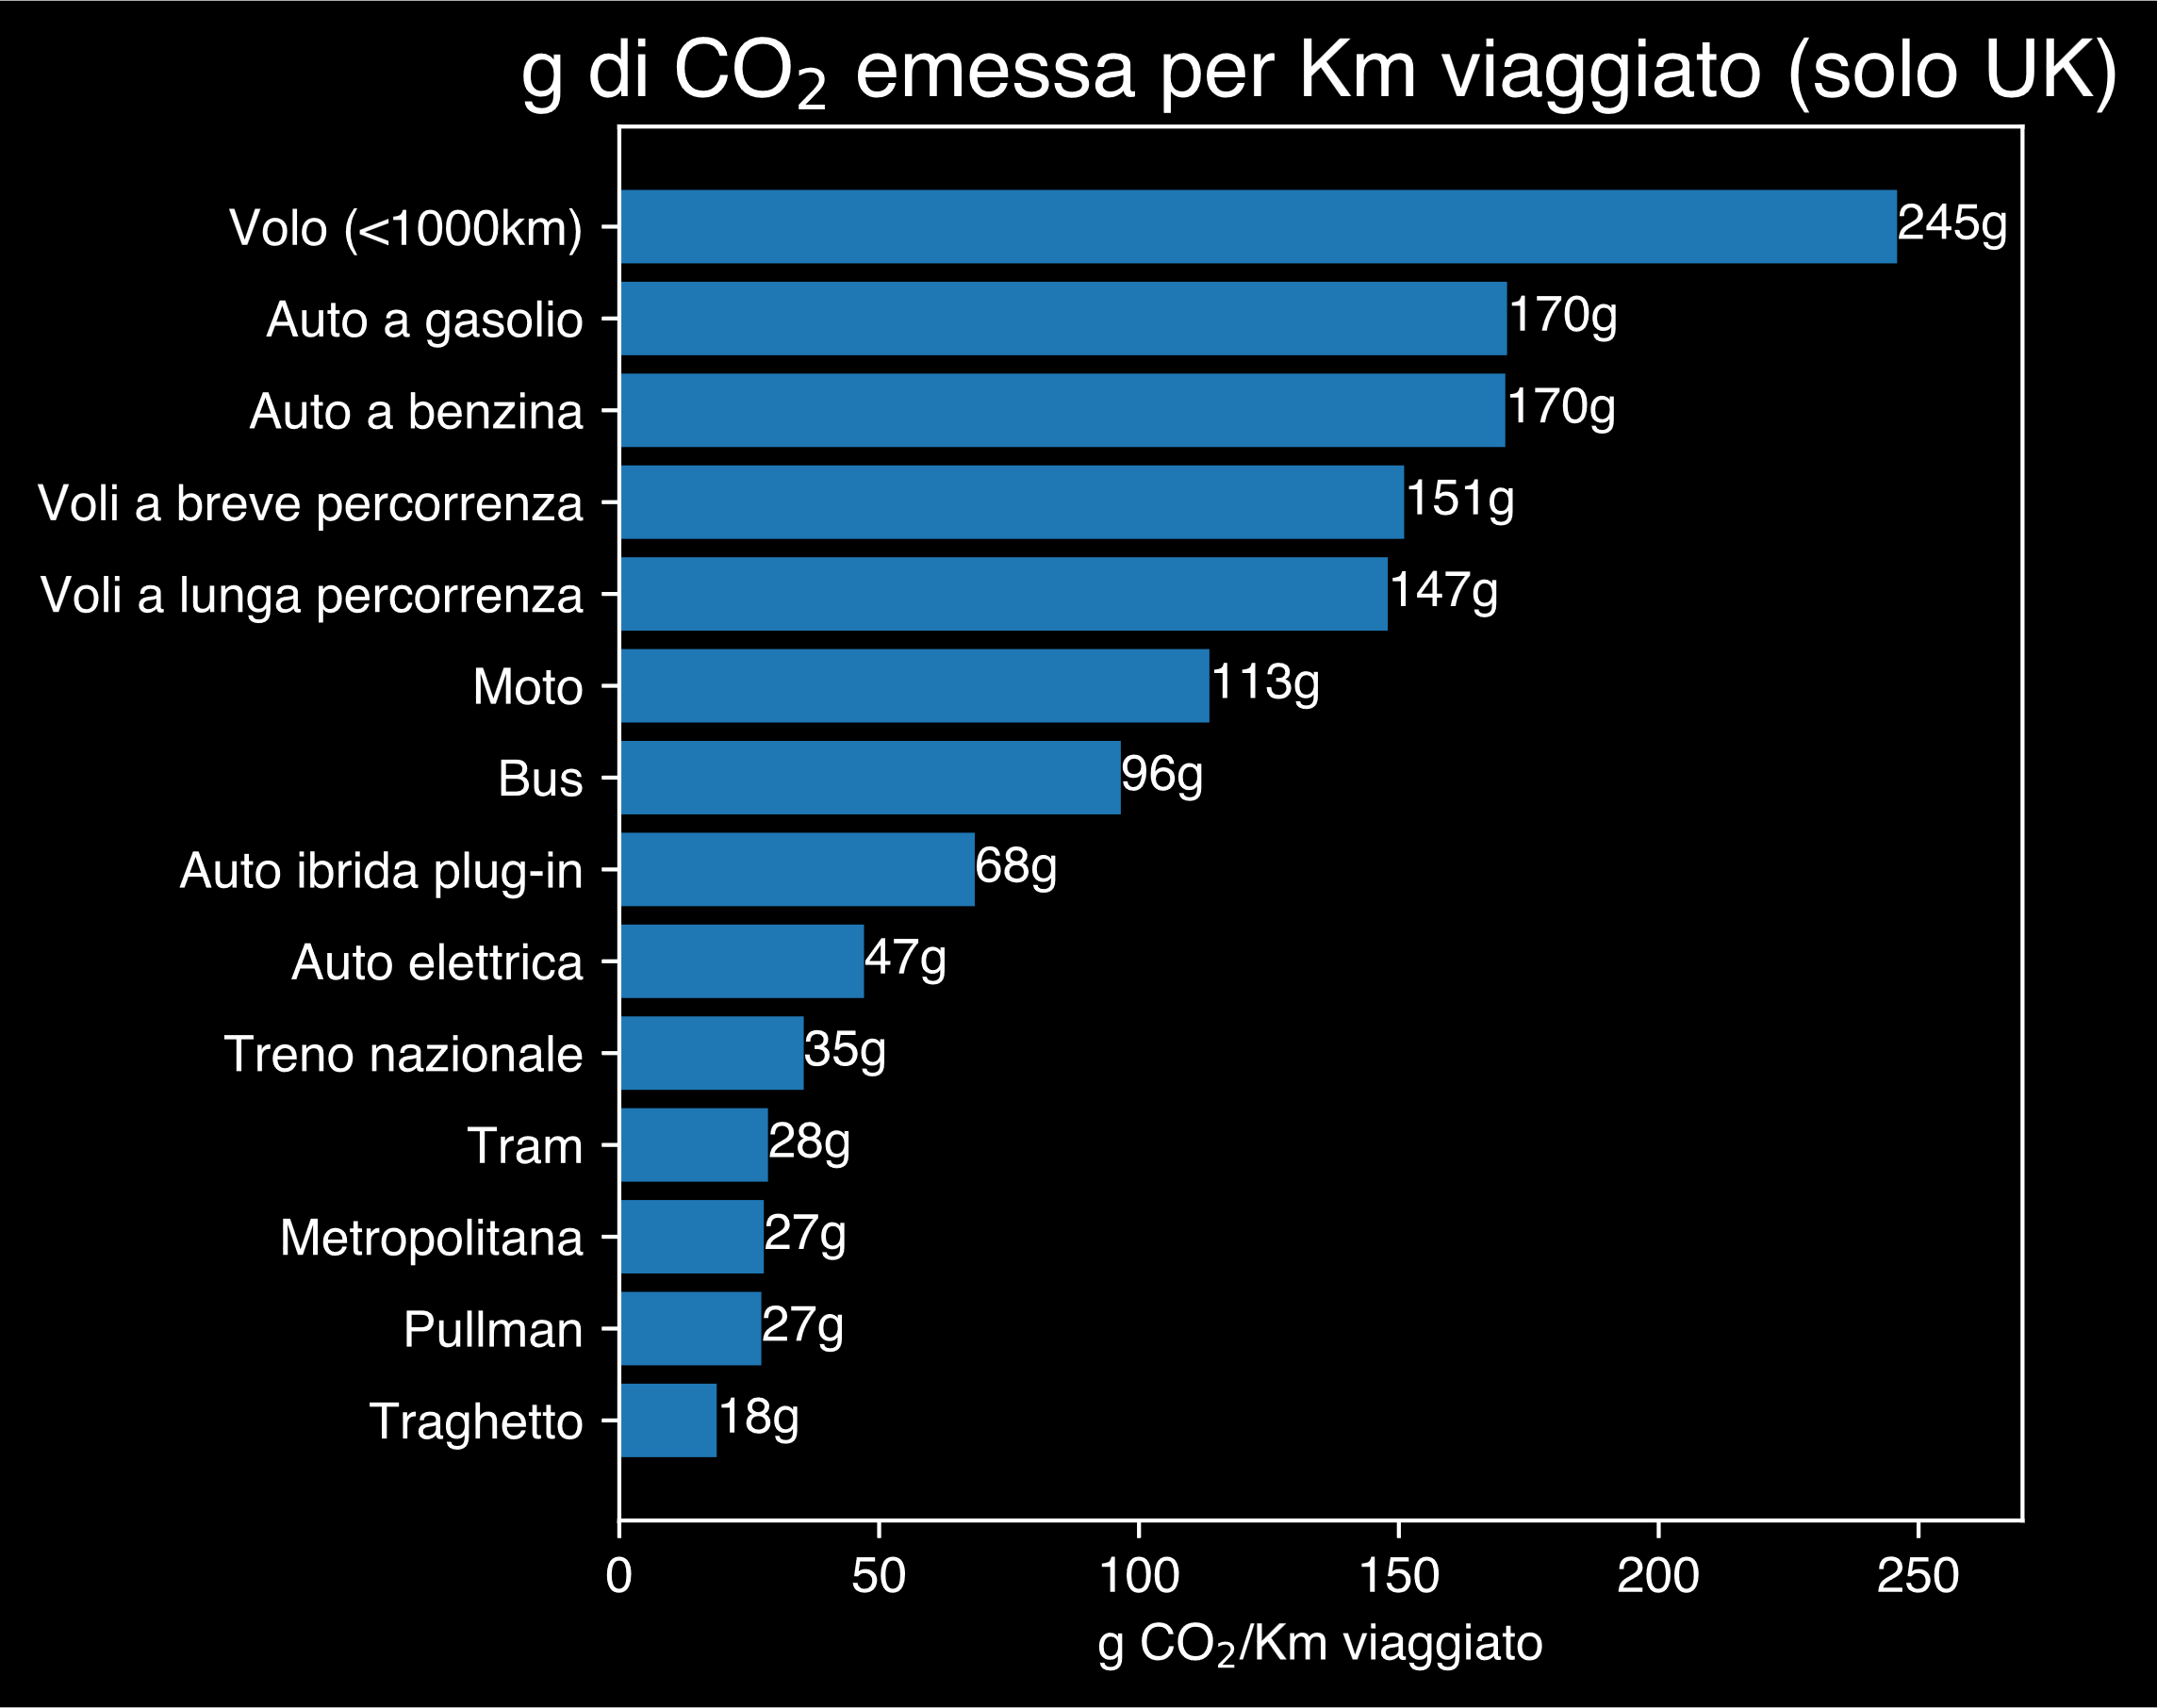 g di CO₂ emessa per Km viaggiato (solo UK)
Volo (<1000km) 245g
Auto a gasolio 170g
Auto a benzina 170g
Voli a breve percorrenza 151g
Voli a lunga percorrenza 147g
Moto 113g
Bus 96g
Auto ibrida plug-in 68g
Auto elettrica 47g
Treno nazionale 35g
Tram 28g
Metropolitana 27g
Pullman 27g
Traghetto 18g
0 50 100 150 200 250
g CO₂/Km viaggiato